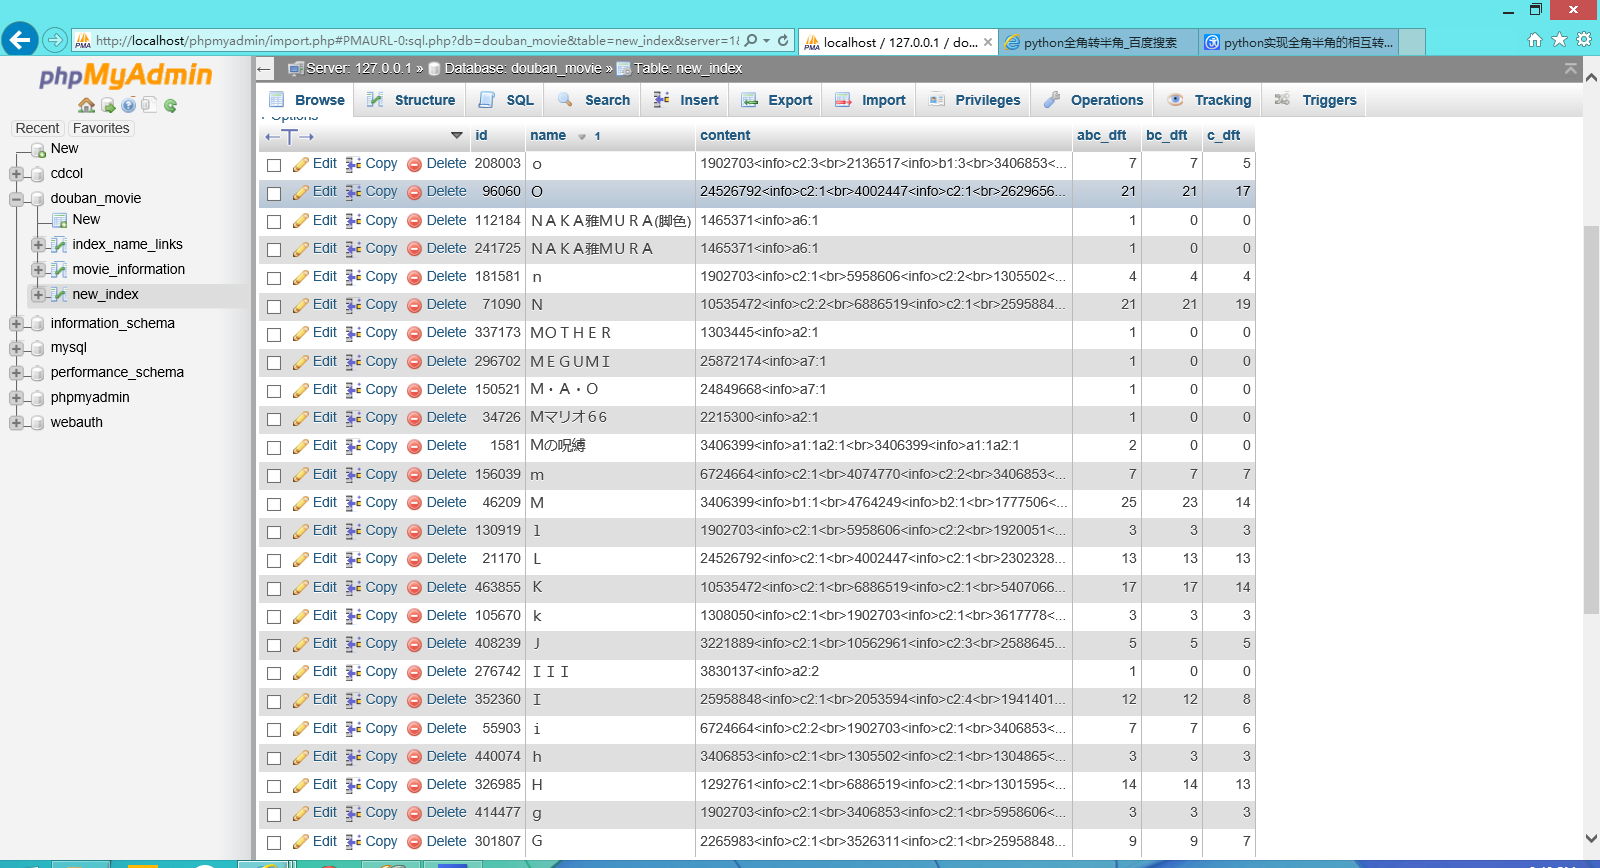 http://localhost/phpmyadmin/import.php#PMAURL-0:sql.php?db=douban_movie&table=new_index&server=1&
localhost / 127.0.0.1 / do...
python全角转半角_百度搜索
python实现全角半角的相互转...
phpMyAdmin
Recent Favorites
New
cdcol
douban_movie
New
index_name_links
movie_information
new_index
information_schema
mysql
performance_schema
phpmyadmin
webauth
Server: 127.0.0.1 » Database: douban_movie » Table: new_index
Browse Structure SQL Search Insert Export Import Privileges Operations Tracking Triggers
+ Options
←T→ id name 1 content abc_dft bc_dft c_dft
Edit Copy Delete 208003 ｏ 1902703<info>c2:3<br>2136517<info>b1:3<br>3406853<... 7 7 5
Edit Copy Delete 96060 Ｏ 24526792<info>c2:1<br>4002447<info>c2:1<br>2629656... 21 21 17
Edit Copy Delete 112184 ＮＡＫＡ雅ＭＵＲＡ(脚色) 1465371<info>a6:1 1 0 0
Edit Copy Delete 241725 ＮＡＫＡ雅ＭＵＲＡ 1465371<info>a6:1 1 0 0
Edit Copy Delete 181581 ｎ 1902703<info>c2:1<br>5958606<info>c2:2<br>1305502<... 4 4 4
Edit Copy Delete 71090 Ｎ 10535472<info>c2:2<br>6886519<info>c2:1<br>2595884... 21 21 19
Edit Copy Delete 337173 ＭＯＴＨＥＲ 1303445<info>a2:1 1 0 0
Edit Copy Delete 296702 ＭＥＧＵＭＩ 25872174<info>a7:1 1 0 0
Edit Copy Delete 150521 Ｍ・Ａ・Ｏ 24849668<info>a7:1 1 0 0
Edit Copy Delete 34726 Ｍマリオ６６ 2215300<info>a2:1 1 0 0
Edit Copy Delete 1581 Ｍの呪縛 3406399<info>a1:1a2:1<br>3406399<info>a1:1a2:1 2 0 0
Edit Copy Delete 156039 ｍ 6724664<info>c2:1<br>4074770<info>c2:2<br>3406853<... 7 7 7
Edit Copy Delete 46209 Ｍ 3406399<info>b1:1<br>4764249<info>b2:1<br>1777506<... 25 23 14
Edit Copy Delete 130919 ｌ 1902703<info>c2:1<br>5958606<info>c2:2<br>1920051<... 3 3 3
Edit Copy Delete 21170 Ｌ 24526792<info>c2:1<br>4002447<info>c2:1<br>2302328... 13 13 13
Edit Copy Delete 463855 Ｋ 10535472<info>c2:1<br>6886519<info>c2:1<br>5407066... 17 17 14
Edit Copy Delete 105670 ｋ 1308050<info>c2:1<br>1902703<info>c2:1<br>3617778<... 3 3 3
Edit Copy Delete 408239 Ｊ 3221889<info>c2:1<br>10562961<info>c2:3<br>2588645... 5 5 5
Edit Copy Delete 276742 ＩＩＩ 3830137<info>a2:2 1 0 0
Edit Copy Delete 352360 Ｉ 25958848<info>c2:1<br>2053594<info>c2:4<br>1941401... 12 12 8
Edit Copy Delete 55903 ｉ 6724664<info>c2:2<br>1902703<info>c2:1<br>3406853<... 7 7 6
Edit Copy Delete 440074 ｈ 3406853<info>c2:1<br>1305502<info>c2:1<br>1304865<... 3 3 3
Edit Copy Delete 326985 Ｈ 1292761<info>c2:1<br>6886519<info>c2:1<br>1301595<... 14 14 13
Edit Copy Delete 414477 ｇ 1902703<info>c2:1<br>3406853<info>c2:1<br>5958606<... 3 3 3
Edit Copy Delete 301807 Ｇ 2265983<info>c2:1<br>3526311<info>c2:1<br>25958848... 9 9 7